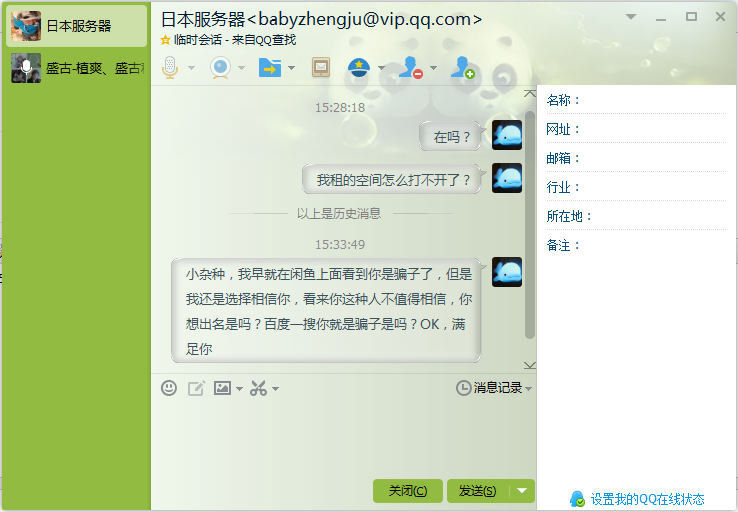 日本服务器
盛古-植爽、盛古
日本服务器<babyzhengju@vip.qq.com>
临时会话 - 来自QQ查找
15:28:18
在吗？
我租的空间怎么打不开了？
以上是历史消息
15:33:49
小杂种，我早就在闲鱼上面看到你是骗子了，但是
我还是选择相信你，看来你这种人不值得相信，你
想出名是吗？百度一搜你就是骗子是吗？OK，满
足你
消息记录
关闭(C)
发送(S)
名称：
网址：
邮箱：
行业：
所在地：
备注：
设置我的QQ在线状态